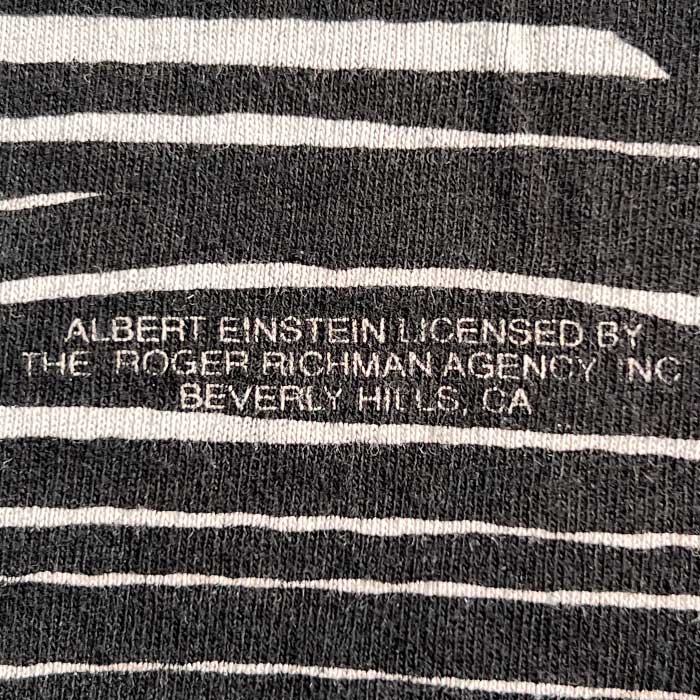 ALBERT EINSTEIN LICENSED BY
THE ROGER RICHMAN AGENCY, INC
BEVERLY HILLS, CA